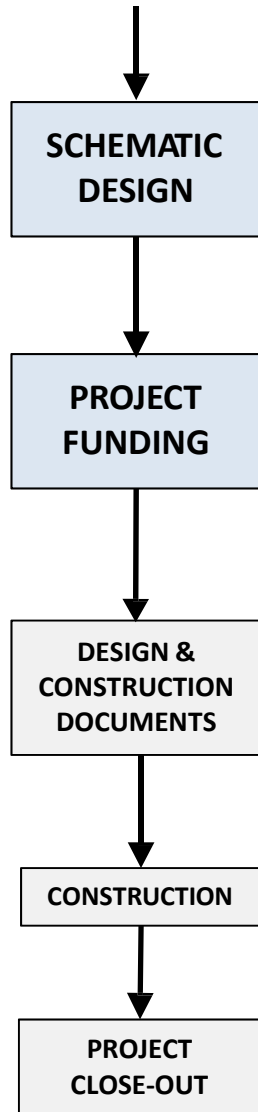 SCHEMATIC
DESIGN
PROJECT
FUNDING
DESIGN &
CONSTRUCTION
DOCUMENTS
CONSTRUCTION
PROJECT
CLOSE-OUT